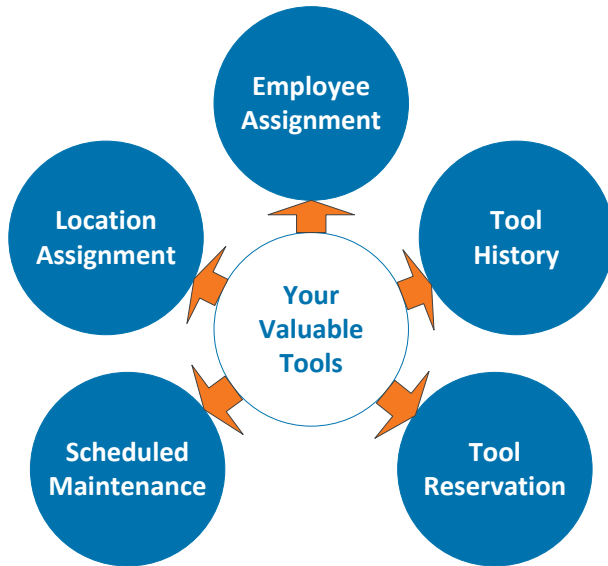 Employee
Assignment
Location
Assignment
Tool
History
Your
Valuable
Tools
Scheduled
Maintenance
Tool
Reservation